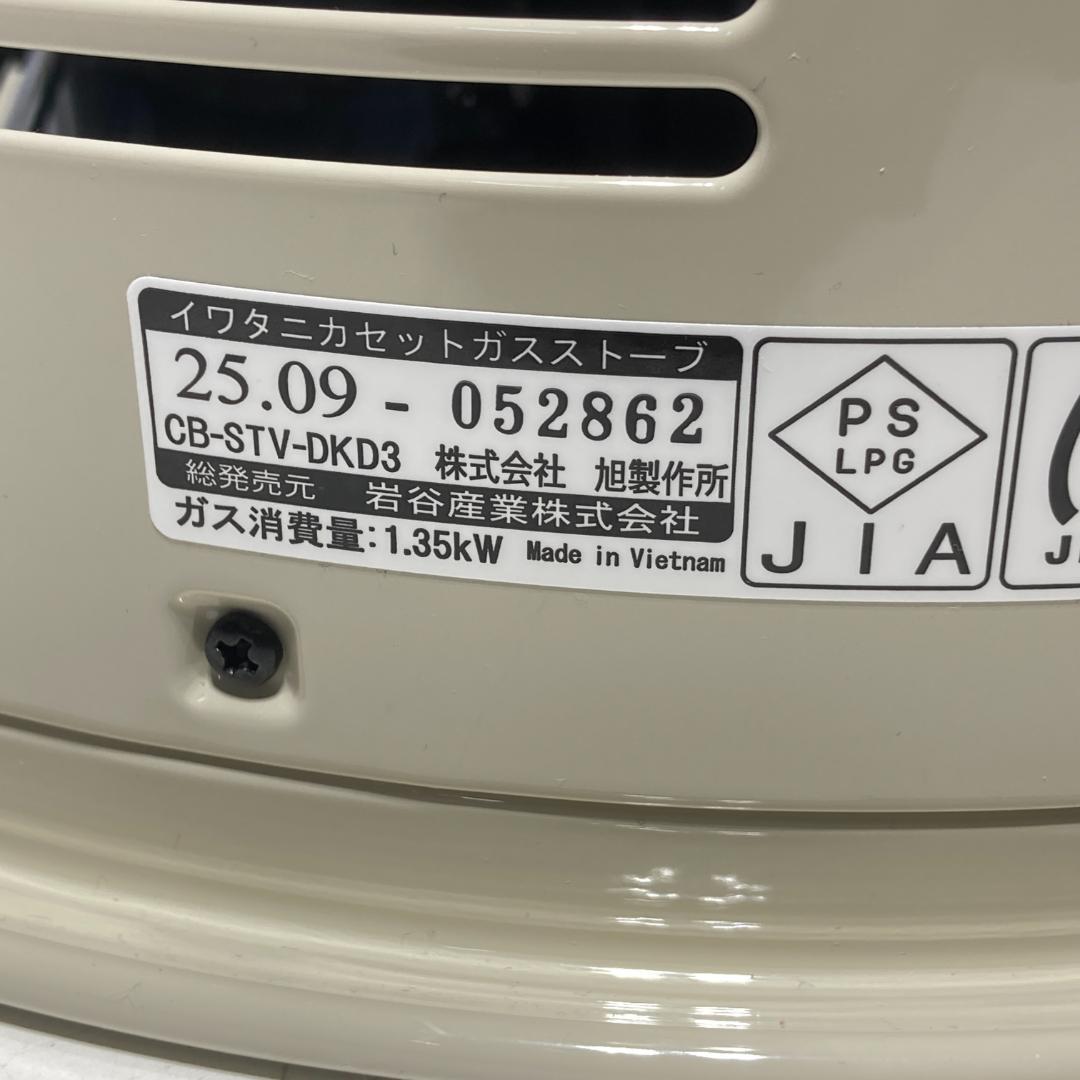 イワタニカセットガスストーブ
25.09 - 052862
CB-STV-DKD3 株式会社 旭製作所
総発売元 岩谷産業株式会社
ガス消費量:1.35kW Made in Vietnam
PS
LPG
JIA